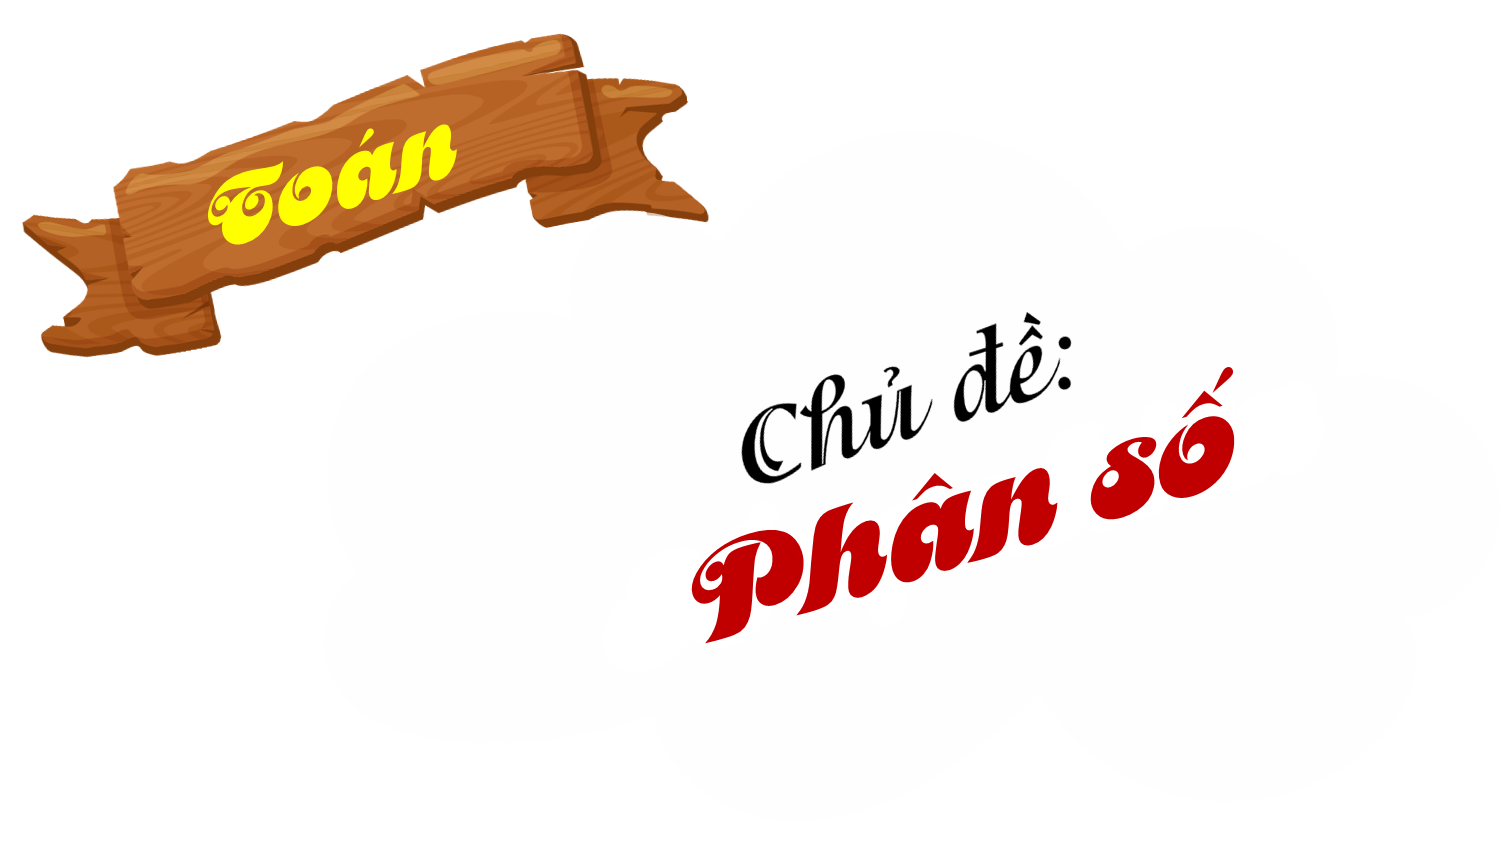 Toán
Chủ đề:
Phân số